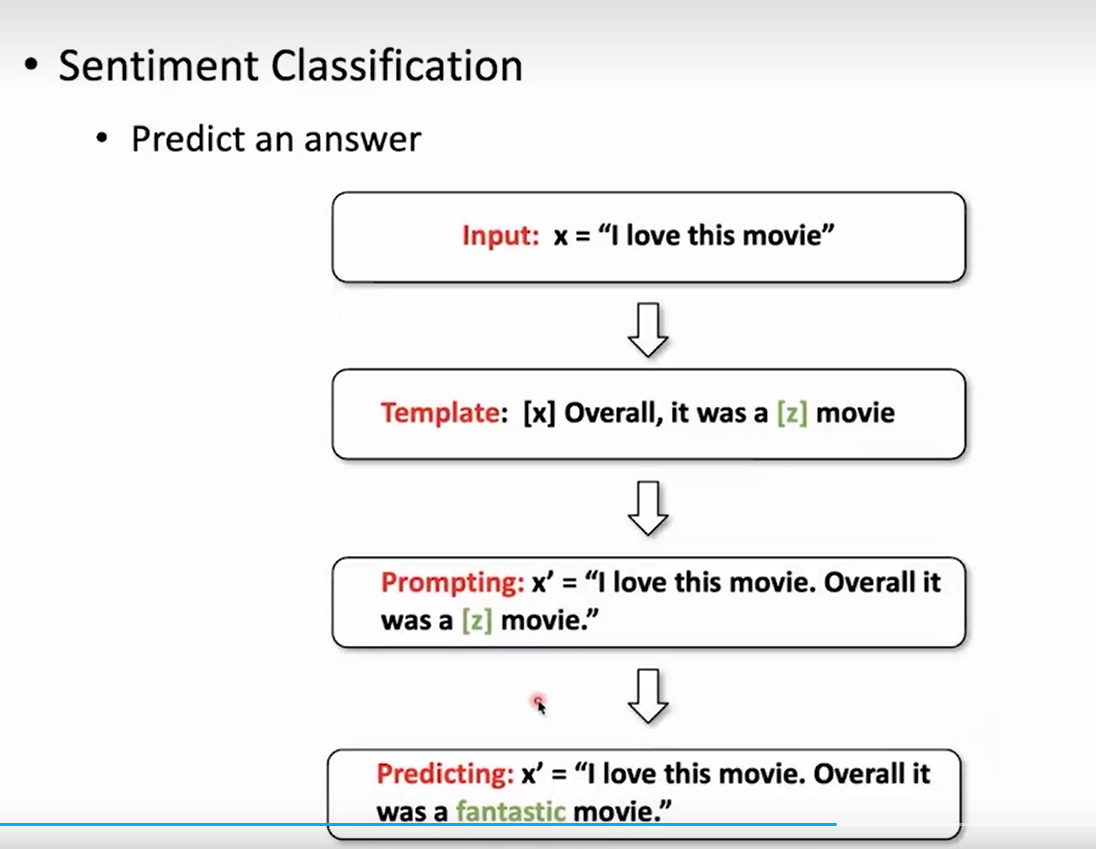 • Sentiment Classification
• Predict an answer
Input: x = “I love this movie”
Template: [x] Overall, it was a [z] movie
Prompting: x′ = “I love this movie. Overall it
was a [z] movie.”
Predicting: x′ = “I love this movie. Overall it
was a fantastic movie.”